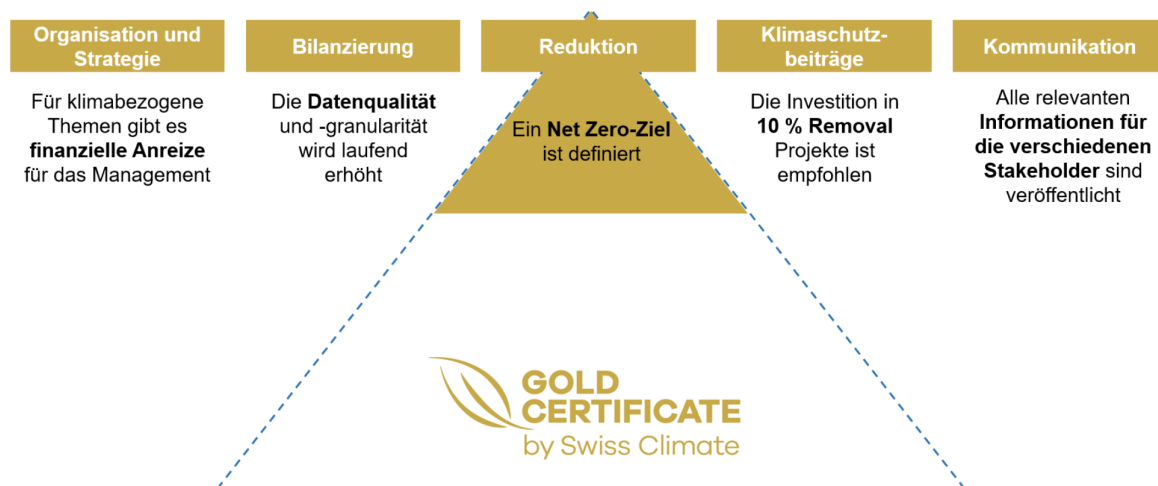 Organisation und
Strategie
Für klimabezogene
Themen gibt es
finanzielle Anreize
für das Management
Bilanzierung
Die Datenqualität
und -granularität
wird laufend
erhöht
Reduktion
Ein Net Zero-Ziel
ist definiert
Klimaschutz-
beiträge
Die Investition in
10 % Removal
Projekte ist
empfohlen
Kommunikation
Alle relevanten
Informationen für
die verschiedenen
Stakeholder sind
veröffentlicht
GOLD
CERTIFICATE
by Swiss Climate